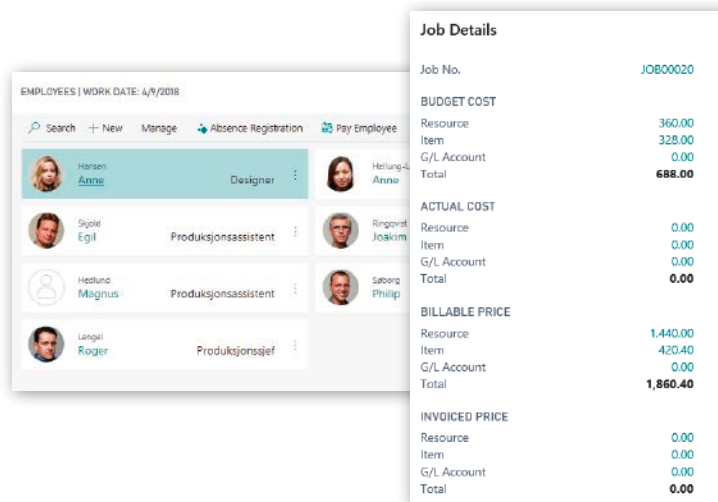 EMPLOYEES | WORK DATE: 4/9/2018
Search + New Manage Absence Registration Pay Employee
Hansen
Anne Designer
Anne
Skjold
Egil Produksjonsassistent
Ringqvist
Joakim
Hedlund
Magnus Produksjonsassistent
Søborg
Philip
Lengel
Roger Produksjonssjef
Job Details
Job No. JOB00020
BUDGET COST
Resource 360.00
Item 328.00
G/L Account 0.00
Total 688.00
ACTUAL COST
Resource 0.00
Item 0.00
G/L Account 0.00
Total 0.00
BILLABLE PRICE
Resource 1,440.00
Item 420.40
G/L Account 0.00
Total 1,860.40
INVOICED PRICE
Resource 0.00
Item 0.00
G/L Account 0.00
Total 0.00